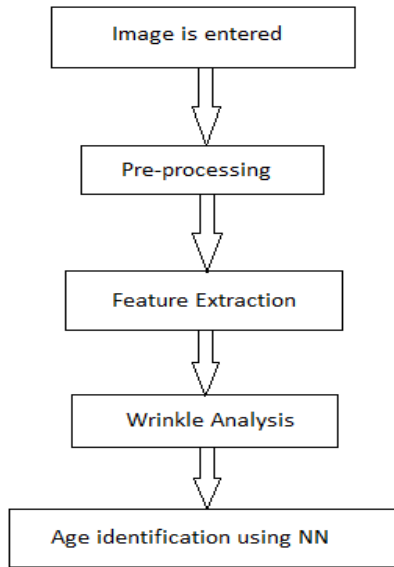 Image is entered
Pre-processing
Feature Extraction
Wrinkle Analysis
Age identification using NN